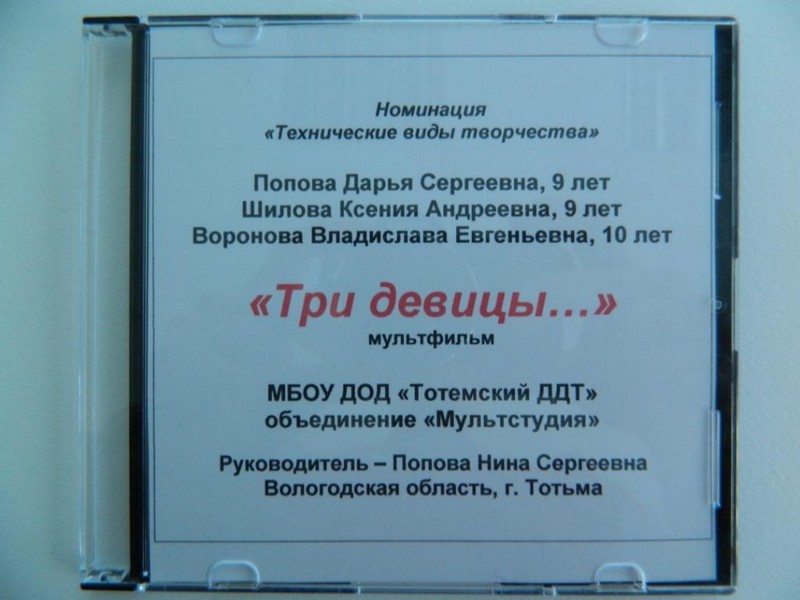 Номинация
«Технические виды творчества»
Попова Дарья Сергеевна, 9 лет
Шилова Ксения Андреевна, 9 лет
Воронова Владислава Евгеньевна, 10 лет
«Три девицы...»
мультфильм
МБОУ ДОД «Тотемский ДДТ»
объединение «Мультстудия»
Руководитель – Попова Нина Сергеевна
Вологодская область, г. Тотьма